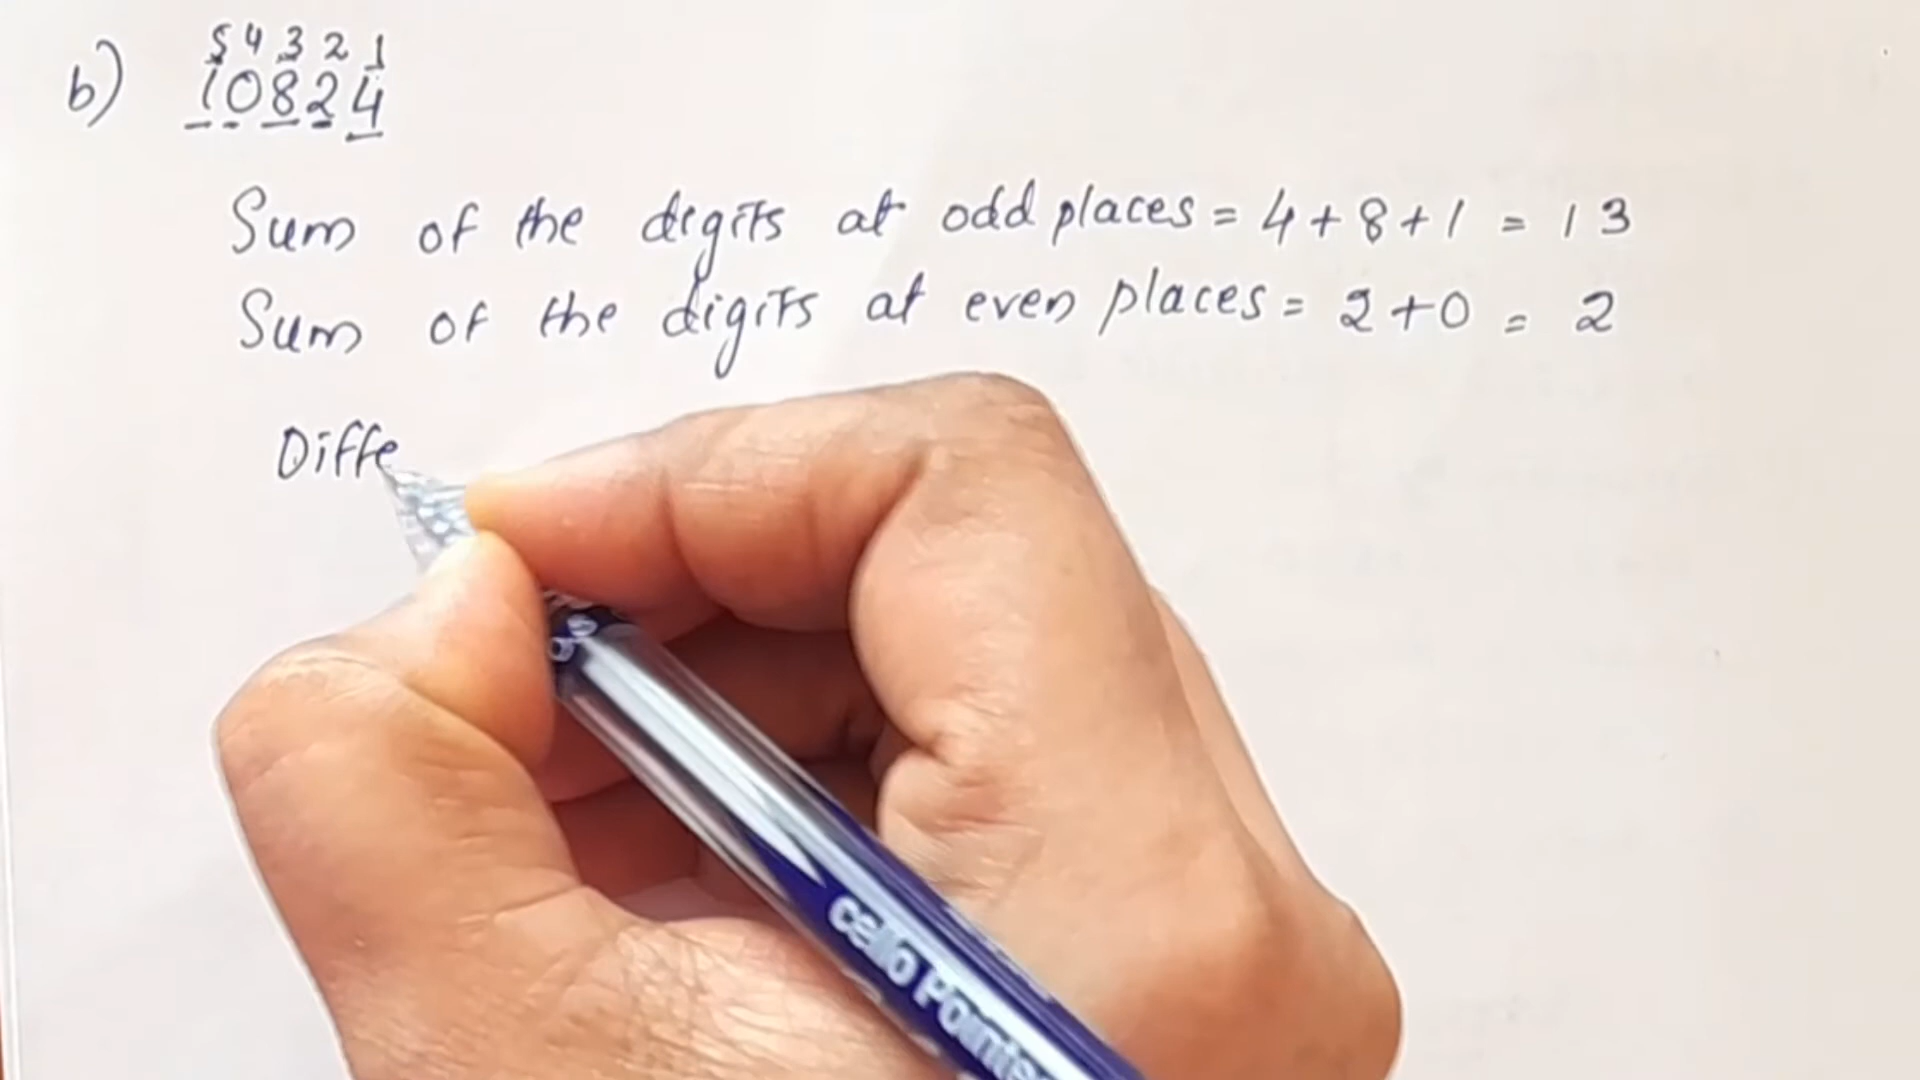 5 4 3 2 1
b) 10824
Sum of the digits at odd places = 4+8+1 = 13
Sum of the digits at even places = 2+0 = 2
Diffe
cello Pointec